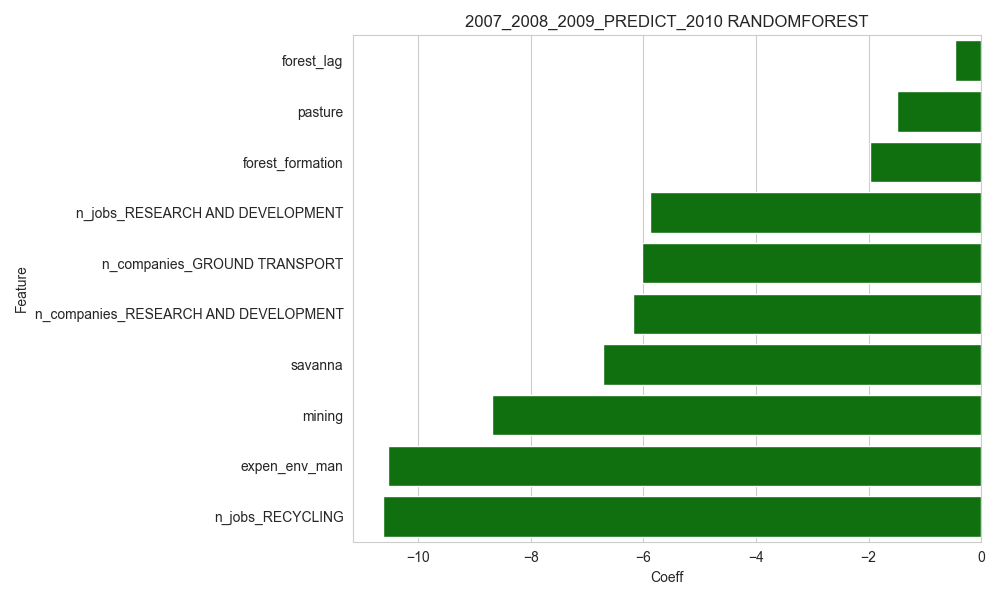 2007_2008_2009_PREDICT_2010 RANDOMFOREST
forest_lag
pasture
forest_formation
n_jobs_RESEARCH AND DEVELOPMENT
n_companies_GROUND TRANSPORT
n_companies_RESEARCH AND DEVELOPMENT
savanna
mining
expen_env_man
n_jobs_RECYCLING
Feature
−10 −8 −6 −4 −2 0
Coeff